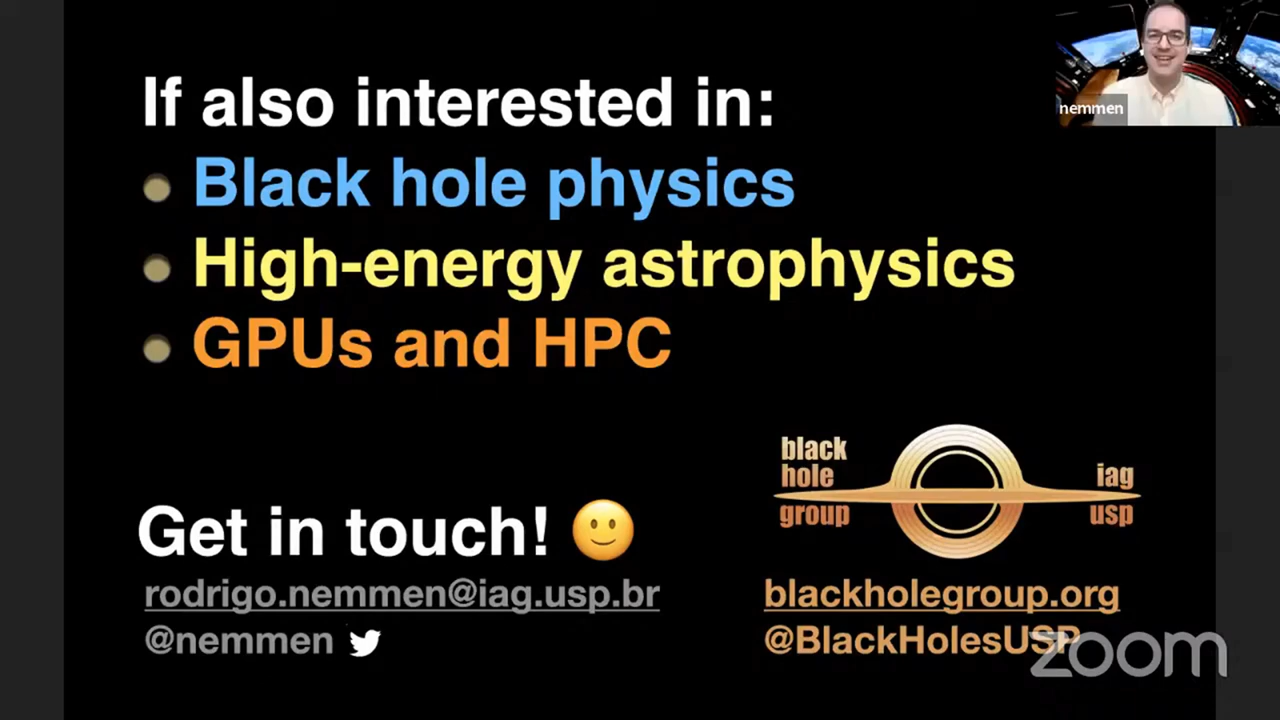 nemmen
If also interested in:
Black hole physics
High-energy astrophysics
GPUs and HPC
black
hole
group
iag
usp
Get in touch! 🙂
rodrigo.nemmen@iag.usp.br
@nemmen
blackholegroup.org
@BlackHolesUSP
zoom